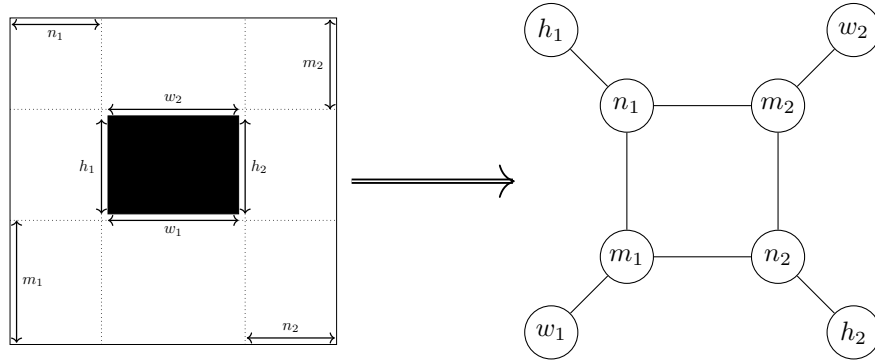 n₁
m₂
w₂
h₁ h₂
w₁
m₁
n₂
h₁ w₂
n₁ m₂
m₁ n₂
w₁ h₂